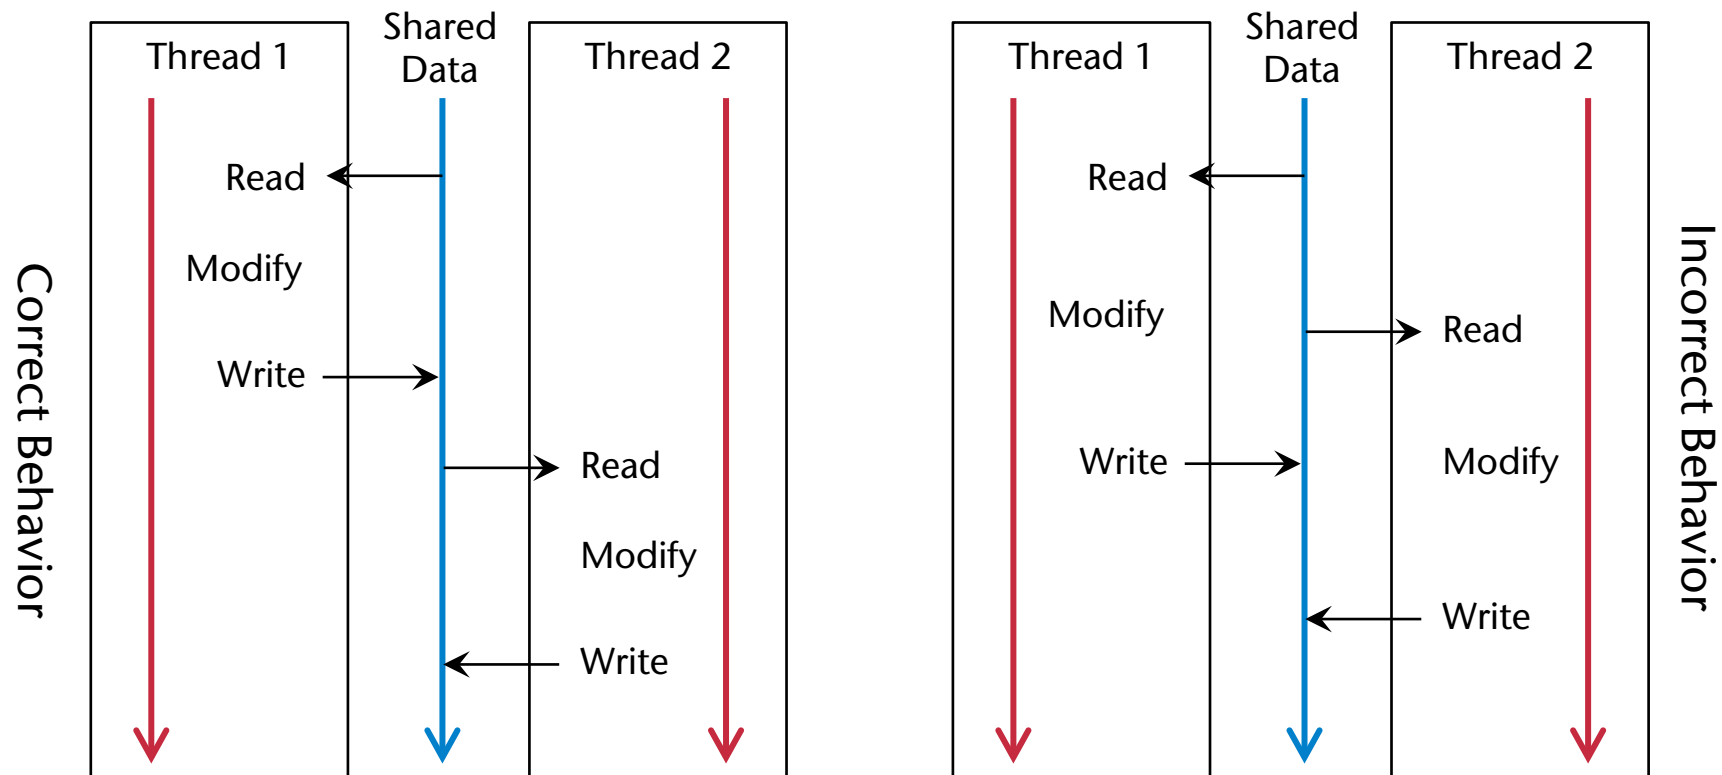 Correct Behavior
Thread 1
Shared
Data
Thread 2
Read
Modify
Write
Read
Modify
Write
Thread 1
Shared
Data
Thread 2
Read
Modify
Read
Write
Modify
Write
Incorrect Behavior